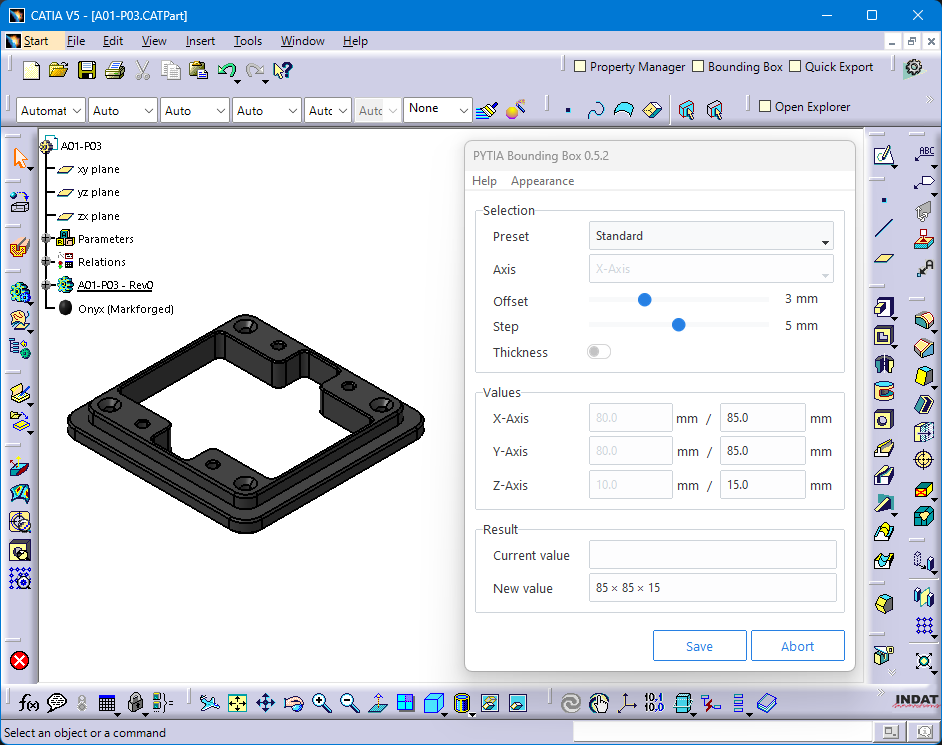 CATIA V5 - [A01-P03.CATPart]
Start File Edit View Insert Tools Window Help
Property Manager Bounding Box Quick Export
Automat Auto Auto Auto Auto Auto None Open Explorer
A01-P03
xy plane
yz plane
zx plane
Parameters
Relations
A01-P03 - Rev0
Onyx (Markforged)
PYTIA Bounding Box 0.5.2
Help Appearance
Selection
Preset Standard
Axis X-Axis
Offset 3 mm
Step 5 mm
Thickness
Values
X-Axis 80.0 mm / 85.0 mm
Y-Axis 80.0 mm / 85.0 mm
Z-Axis 10.0 mm / 15.0 mm
Result
Current value
New value 85 × 85 × 15
Save Abort
ABC
A
f(x) 10.1
10.0
INDAT
Select an object or a command